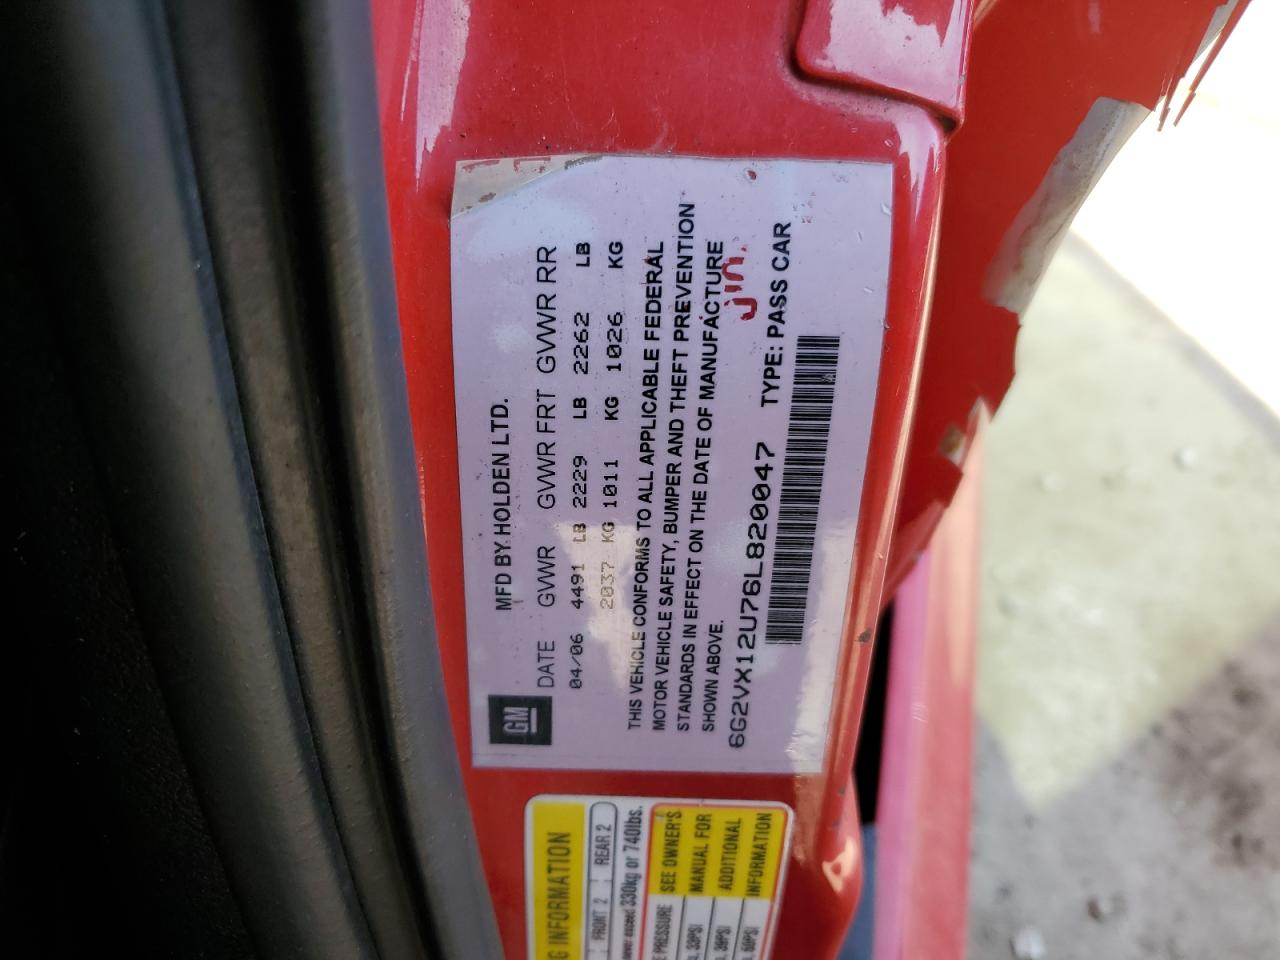 GM
MFD BY HOLDEN LTD.
DATE GVWR GVWR FRT GVWR RR
04/06 4491 LB 2229 LB 2262 LB
2037 KG 1011 KG 1026 KG
THIS VEHICLE CONFORMS TO ALL APPLICABLE FEDERAL
MOTOR VEHICLE SAFETY, BUMPER AND THEFT PREVENTION
STANDARDS IN EFFECT ON THE DATE OF MANUFACTURE
SHOWN ABOVE.
6G2VX12U76L820047 TYPE: PASS CAR
INFORMATION
FRONT 2 REAR 2
exceed 330kg or 740lbs.
PRESSURE SEE OWNER'S
MANUAL FOR
ADDITIONAL
INFORMATION